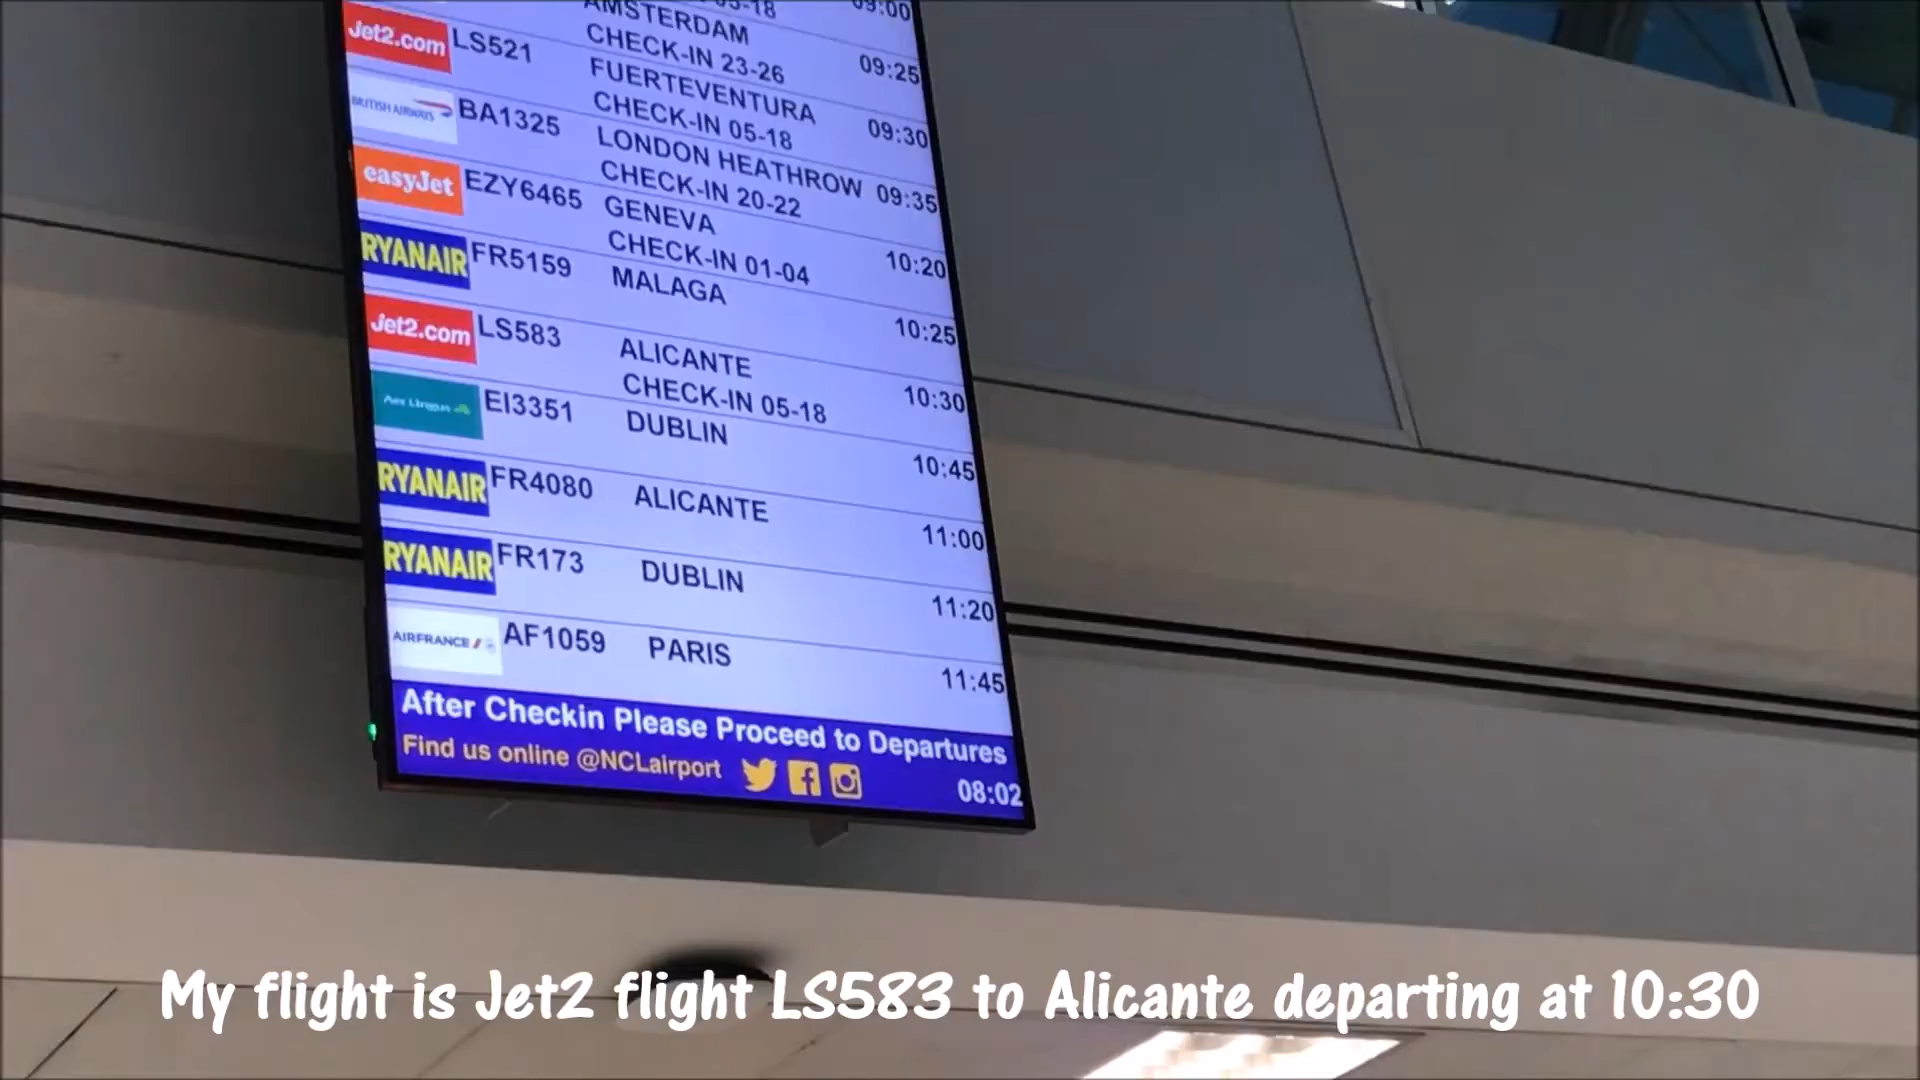 05-18 09:00
AMSTERDAM
CHECK-IN 23-26 09:25
Jet2.com LS521 FUERTEVENTURA
CHECK-IN 05-18 09:30
BRITISH AIRWAYS BA1325 LONDON HEATHROW
CHECK-IN 20-22 09:35
easyJet EZY6465 GENEVA
CHECK-IN 01-04 10:20
RYANAIR FR5159 MALAGA
10:25
Jet2.com LS583 ALICANTE
CHECK-IN 05-18 10:30
Aer Lingus EI3351 DUBLIN
10:45
RYANAIR FR4080 ALICANTE
11:00
RYANAIR FR173 DUBLIN
11:20
AIRFRANCE AF1059 PARIS
11:45
After Checkin Please Proceed to Departures
Find us online @NCLairport 08:02
My flight is Jet2 flight LS583 to Alicante departing at 10:30